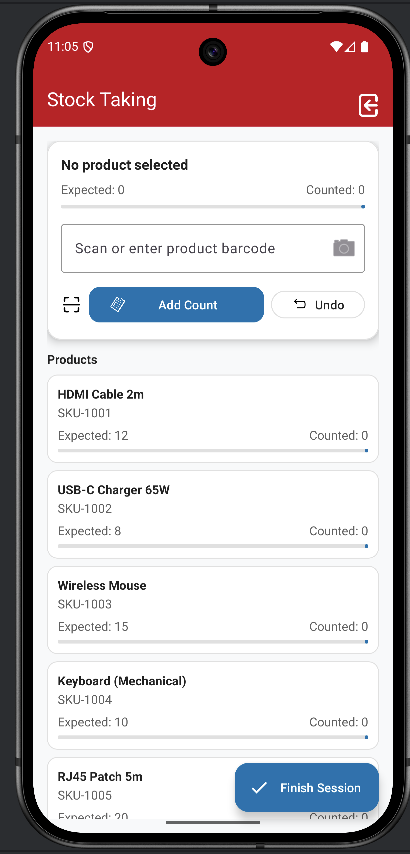 11:05
Stock Taking
No product selected
Expected: 0 Counted: 0
Scan or enter product barcode
Add Count Undo
Products
HDMI Cable 2m
SKU-1001
Expected: 12 Counted: 0
USB-C Charger 65W
SKU-1002
Expected: 8 Counted: 0
Wireless Mouse
SKU-1003
Expected: 15 Counted: 0
Keyboard (Mechanical)
SKU-1004
Expected: 10 Counted: 0
RJ45 Patch 5m
SKU-1005
Finish Session
Expected: 20 Counted: 0